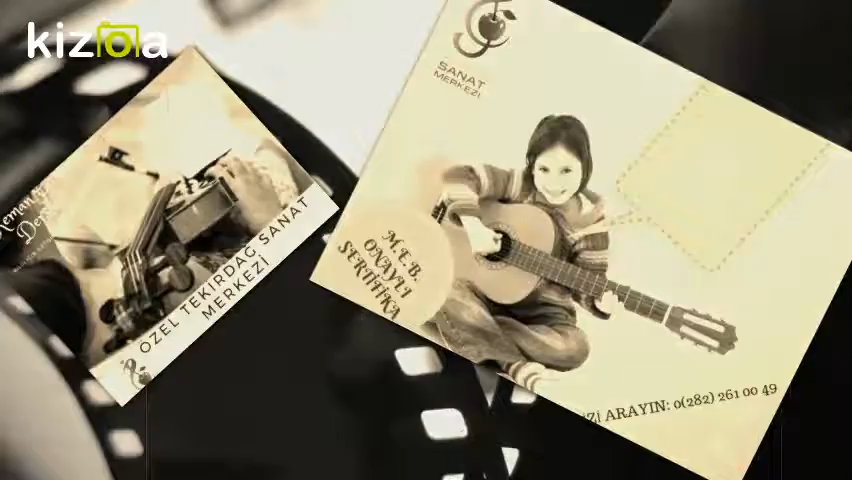 kizoa
SANAT
MERKEZİ
M.E.B.
ONAYLI
SERTİFİKA
ÖZEL TEKİRDAĞ SANAT
MERKEZİ
ARAYIN: 0(282) 261 00 49